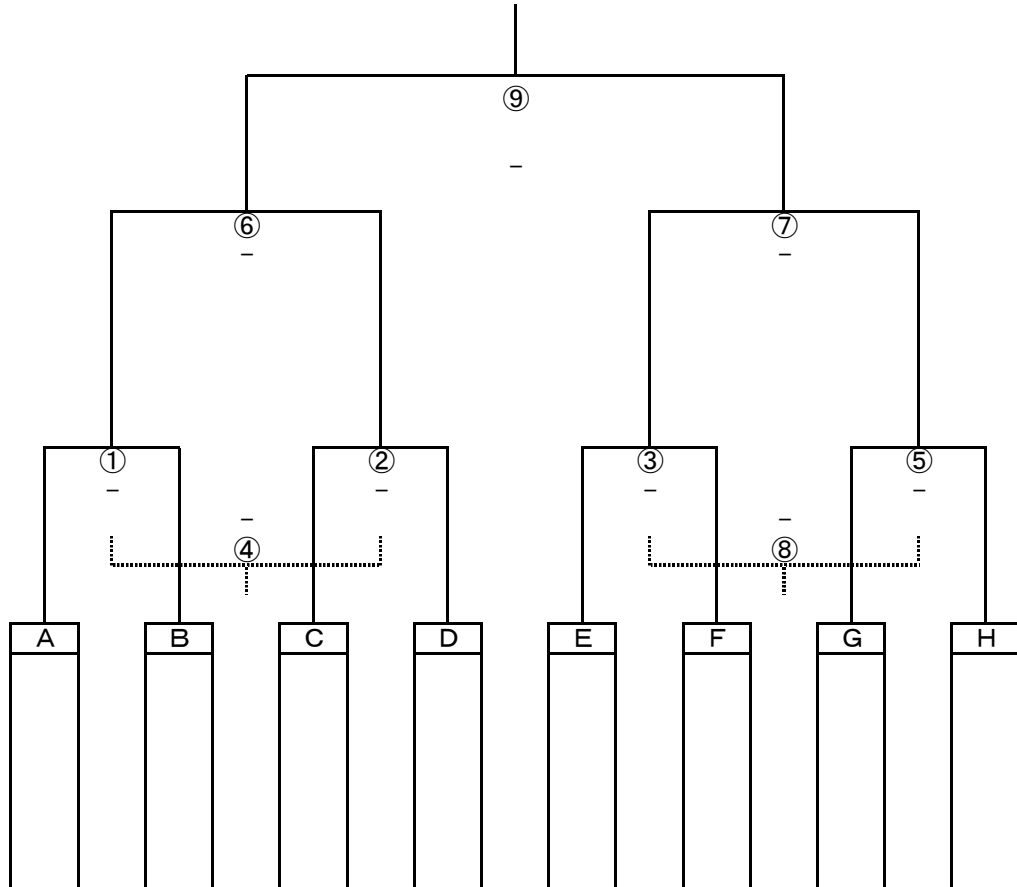 ⑨
－
⑥ ⑦
－ －
① ② ③ ⑤
－ － － －
－ －
④ ⑧
A B C D E F G H